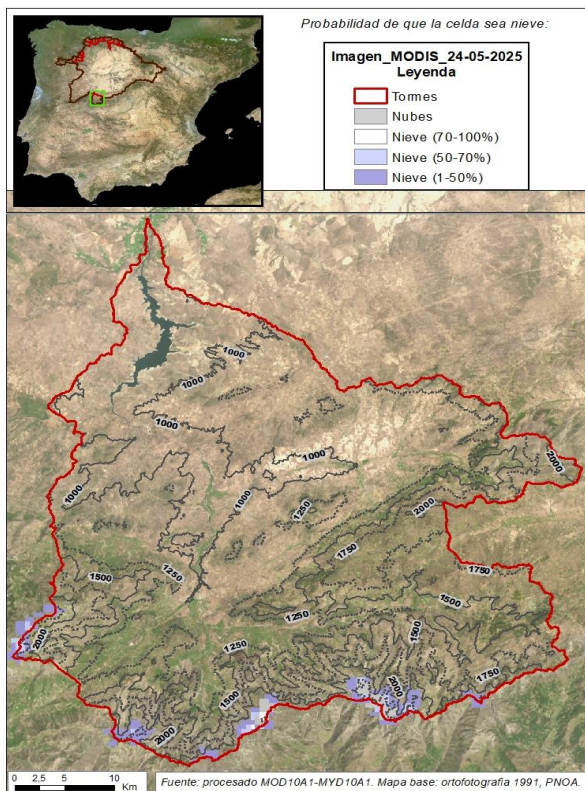 Probabilidad de que la celda sea nieve:
Imagen_MODIS_24-05-2025
Leyenda
Tormes
Nubes
Nieve (70-100%)
Nieve (50-70%)
Nieve (1-50%)
1000
1000
1000
1000
1000
1000
2000
1250
2000
1750
1500
1250
1750
1500
1250
2000
1250
1500
1500
2000
1750
2000
0 2,5 5 10
Km
Fuente: procesado MOD10A1-MYD10A1. Mapa base: ortofotografia 1991, PNOA.